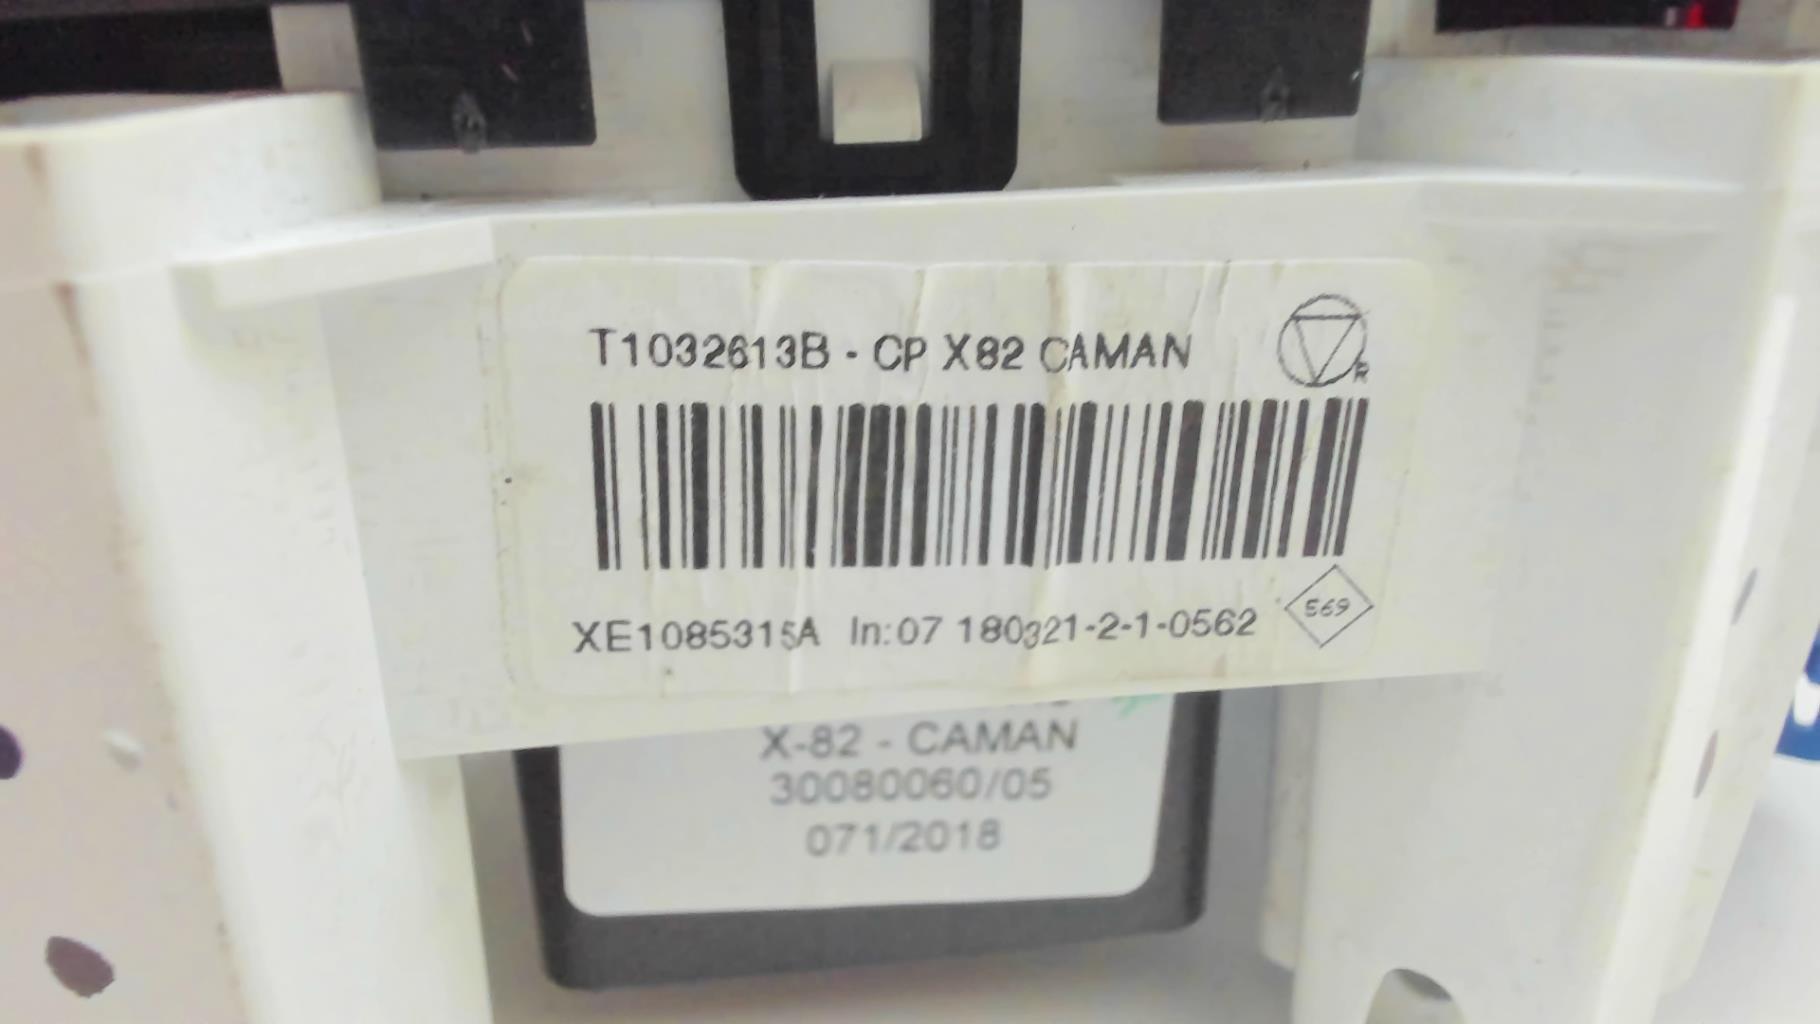 T1032613B - CP X82 CAMAN
R
XE1085315A In:07 180321-2-1-0562
569
X-82 - CAMAN
30080060/05
071/2018